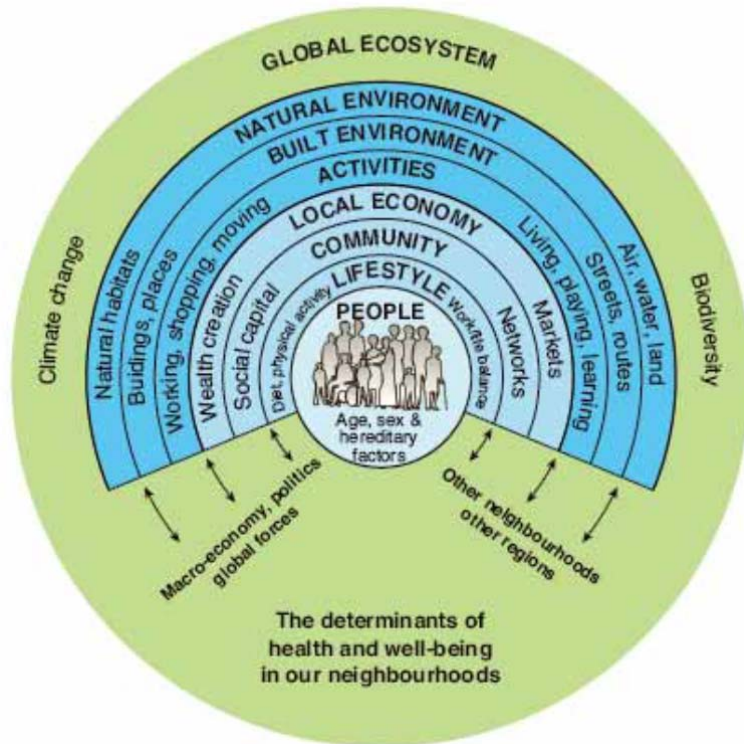 GLOBAL ECOSYSTEM
NATURAL ENVIRONMENT
BUILT ENVIRONMENT
ACTIVITIES
LOCAL ECONOMY
COMMUNITY
LIFESTYLE
PEOPLE
Age, sex &
hereditary
factors
Climate change
Natural habitats
Buidings, places
Working, shopping, moving
Wealth creation
Social capital
Diet, physical activity
Work/life balance
Networks
Markets
Living, playing, learning
Streets, routes
Air, water, land
Biodiversity
Macro-economy, politics
global forces
Other neighbourhoods
other regions
The determinants of
health and well-being
in our neighbourhoods